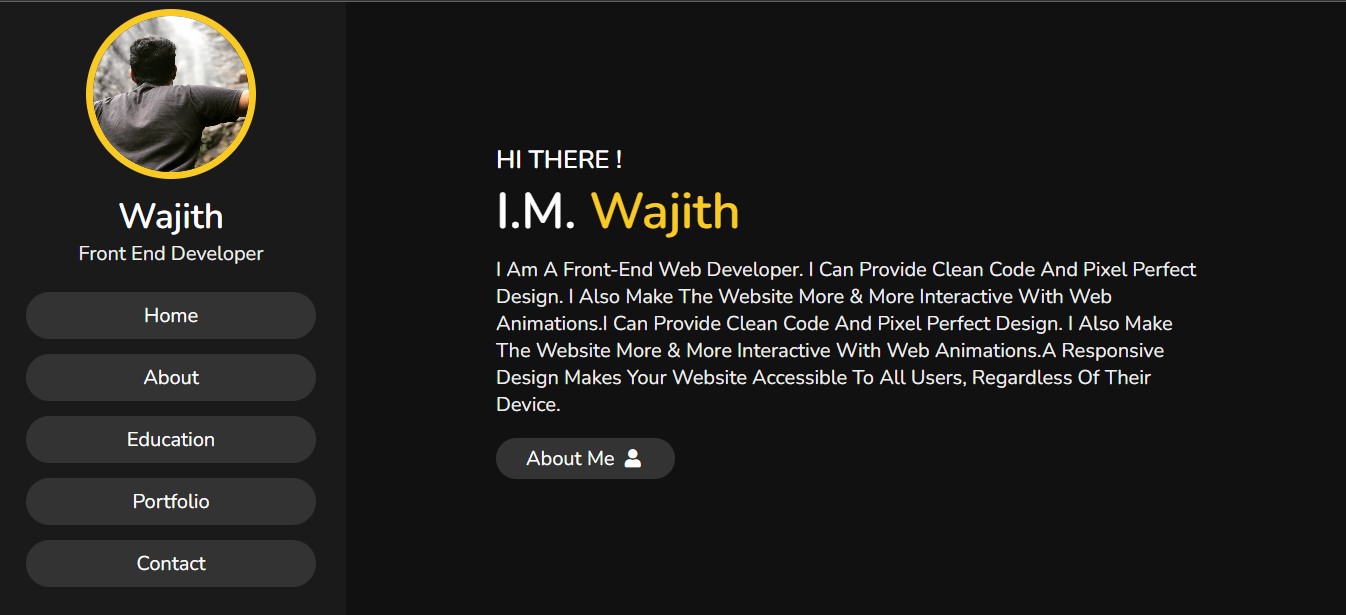 Wajith
Front End Developer
Home
About
Education
Portfolio
Contact
HI THERE !
I.M. Wajith
I Am A Front-End Web Developer. I Can Provide Clean Code And Pixel Perfect
Design. I Also Make The Website More & More Interactive With Web
Animations.I Can Provide Clean Code And Pixel Perfect Design. I Also Make
The Website More & More Interactive With Web Animations.A Responsive
Design Makes Your Website Accessible To All Users, Regardless Of Their
Device.
About Me